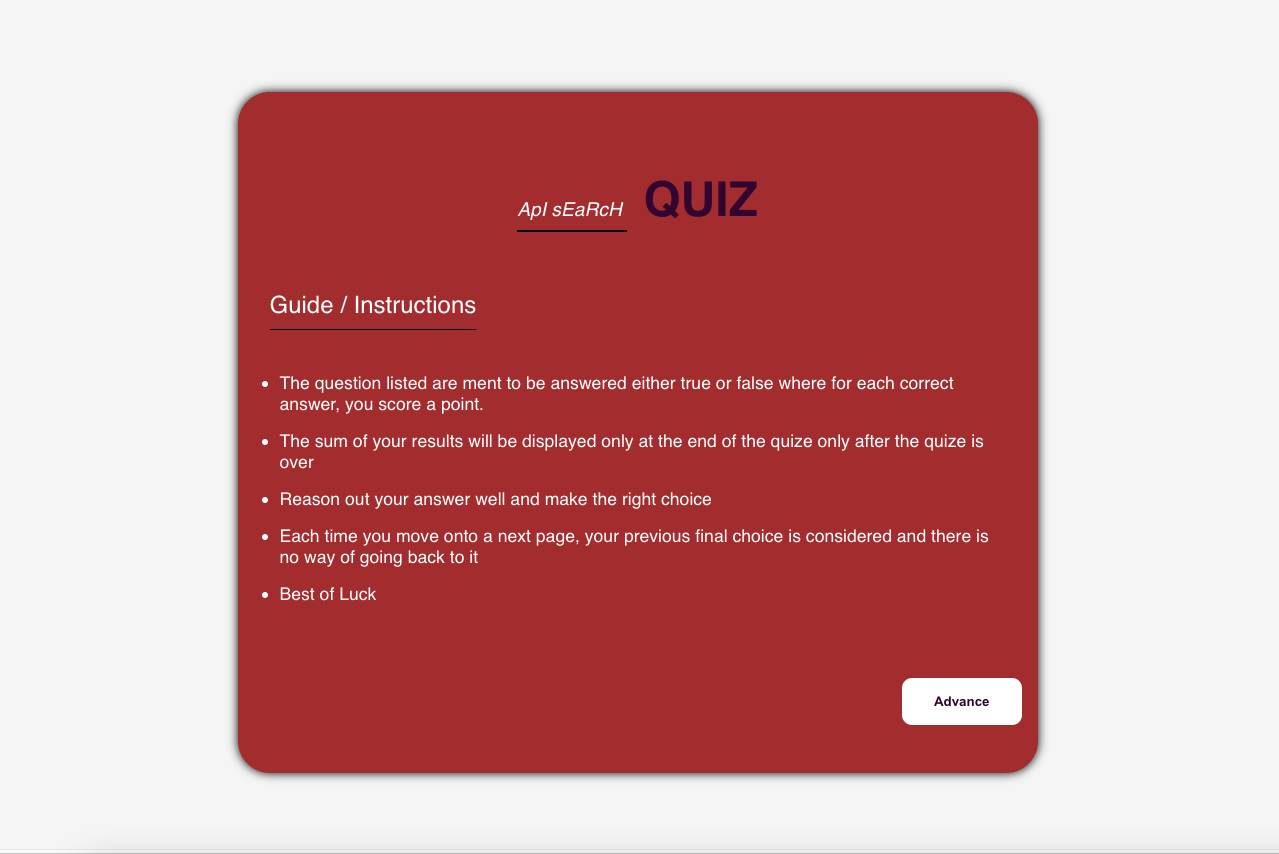 ApI sEaRcH QUIZ
Guide / Instructions
The question listed are ment to be answered either true or false where for each correct
answer, you score a point.
The sum of your results will be displayed only at the end of the quize only after the quize is
over
Reason out your answer well and make the right choice
Each time you move onto a next page, your previous final choice is considered and there is
no way of going back to it
Best of Luck
Advance